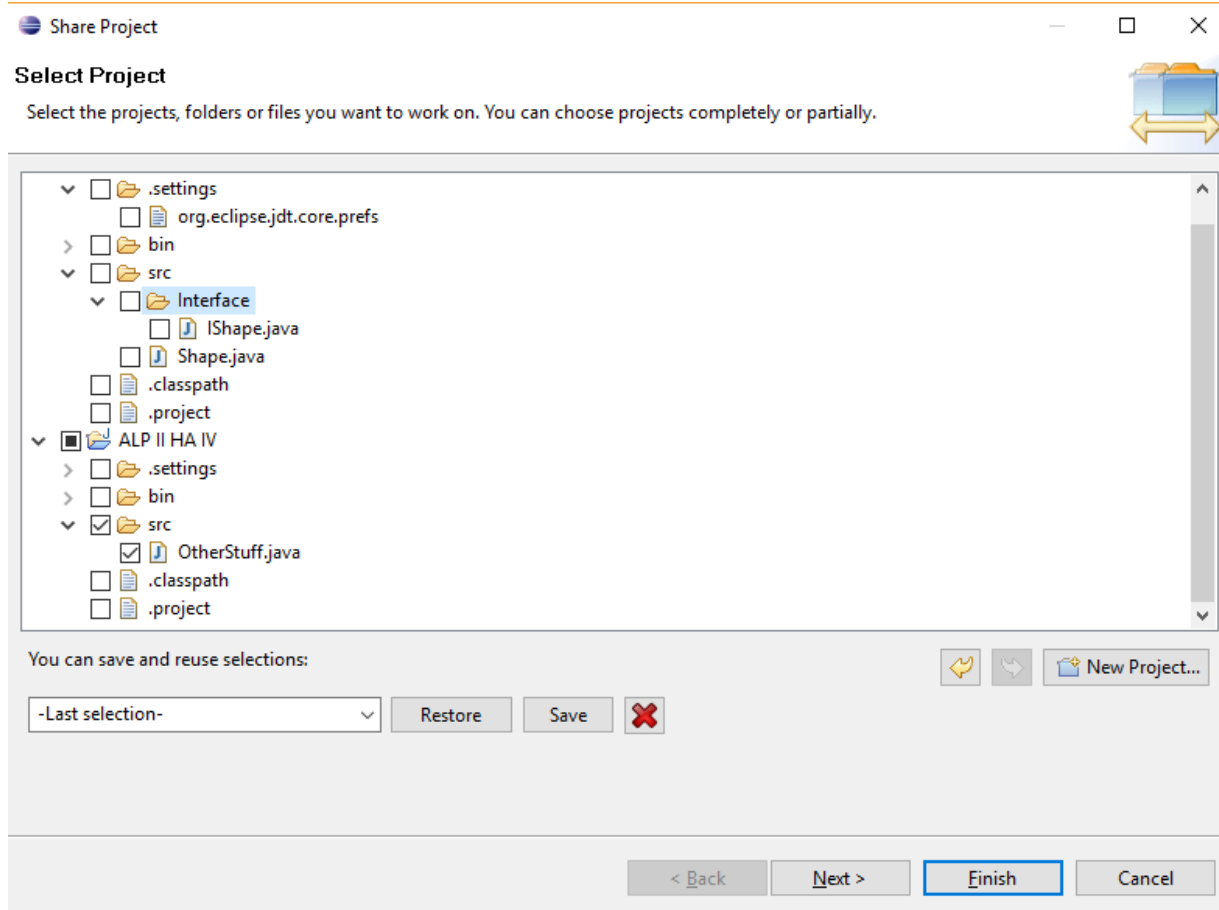 Share Project
Select Project
Select the projects, folders or files you want to work on. You can choose projects completely or partially.
.settings
org.eclipse.jdt.core.prefs
bin
src
Interface
IShape.java
Shape.java
.classpath
.project
ALP II HA IV
.settings
bin
src
OtherStuff.java
.classpath
.project
You can save and reuse selections:
New Project...
-Last selection-
Restore
Save
< Back
Next >
Finish
Cancel